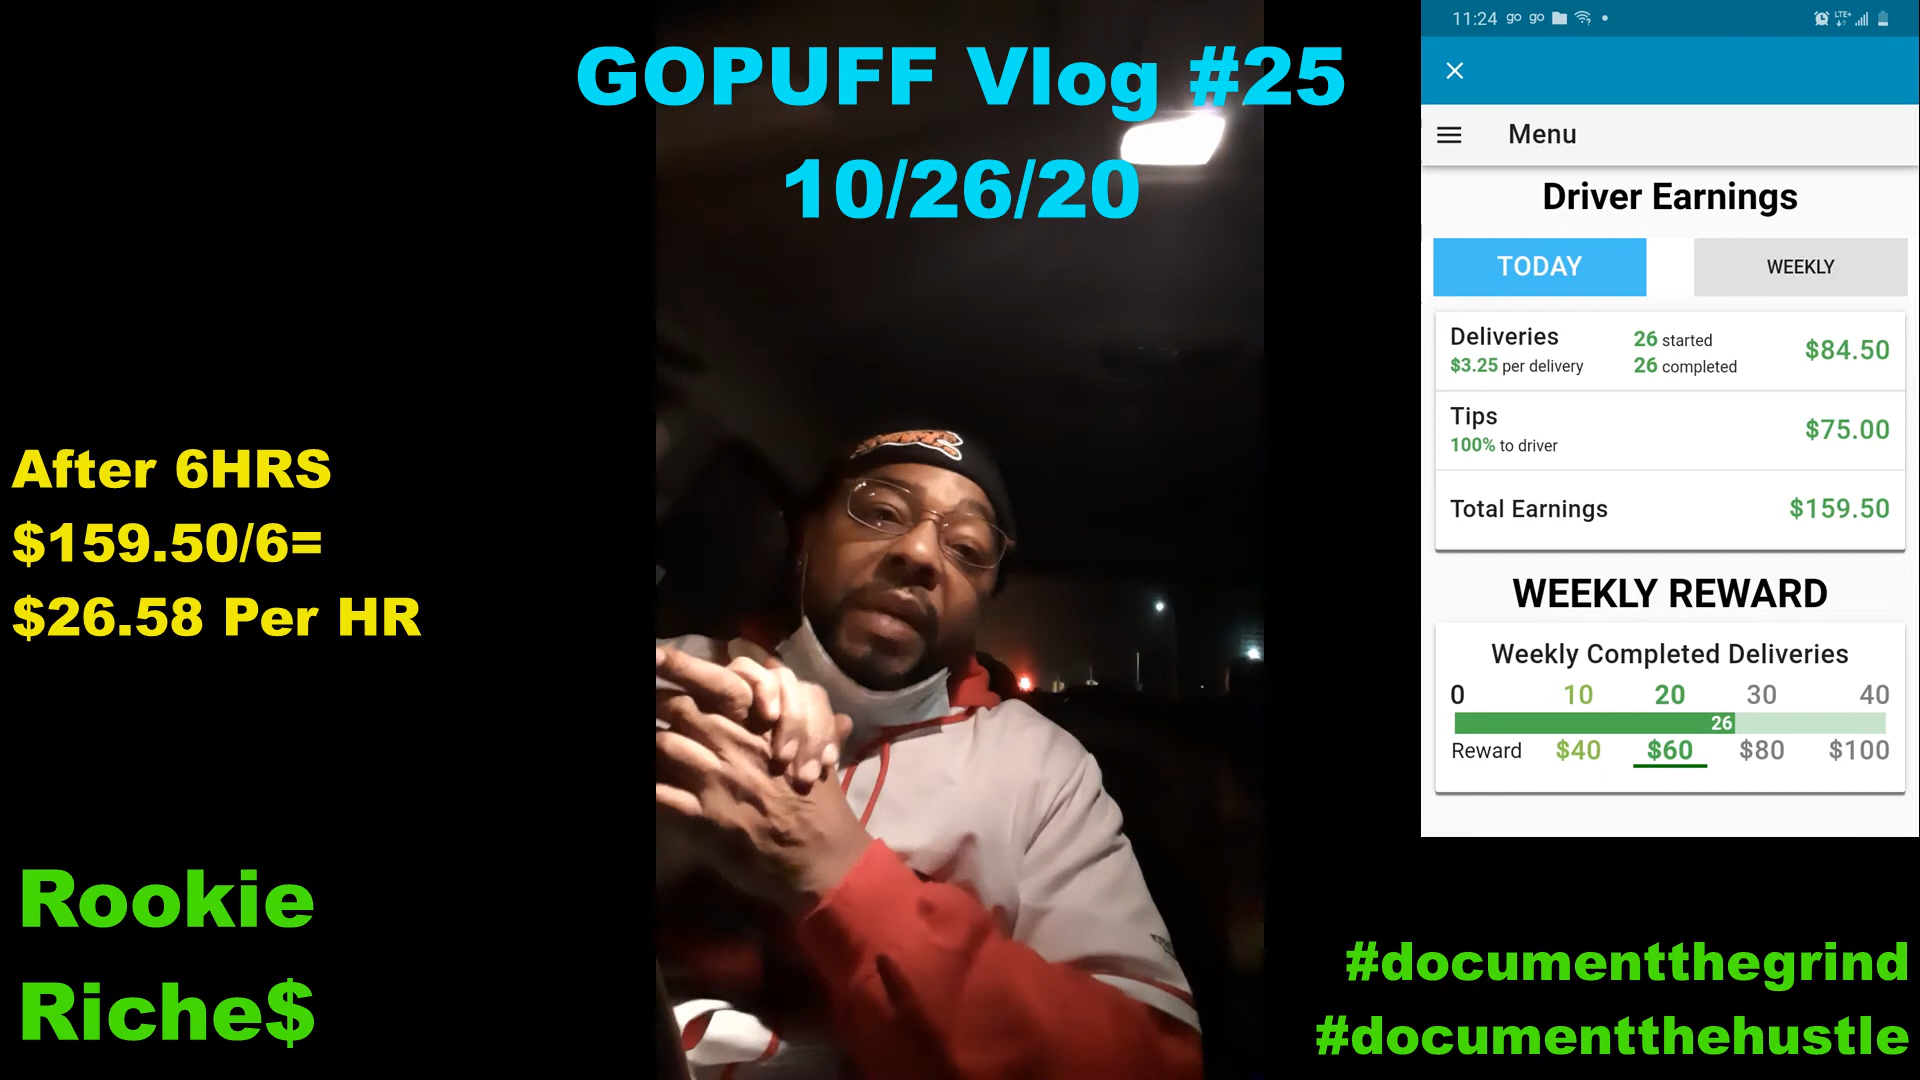 GOPUFF Vlog #25
10/26/20
After 6HRS
$159.50/6=
$26.58 Per HR
Rookie
Riche$
11:24 go go LTE+
Menu
Driver Earnings
TODAY WEEKLY
Deliveries 26 started $84.50
$3.25 per delivery 26 completed
Tips $75.00
100% to driver
Total Earnings $159.50
WEEKLY REWARD
Weekly Completed Deliveries
0 10 20 30 40
26
Reward $40 $60 $80 $100
#documentthegrind
#documentthehustle